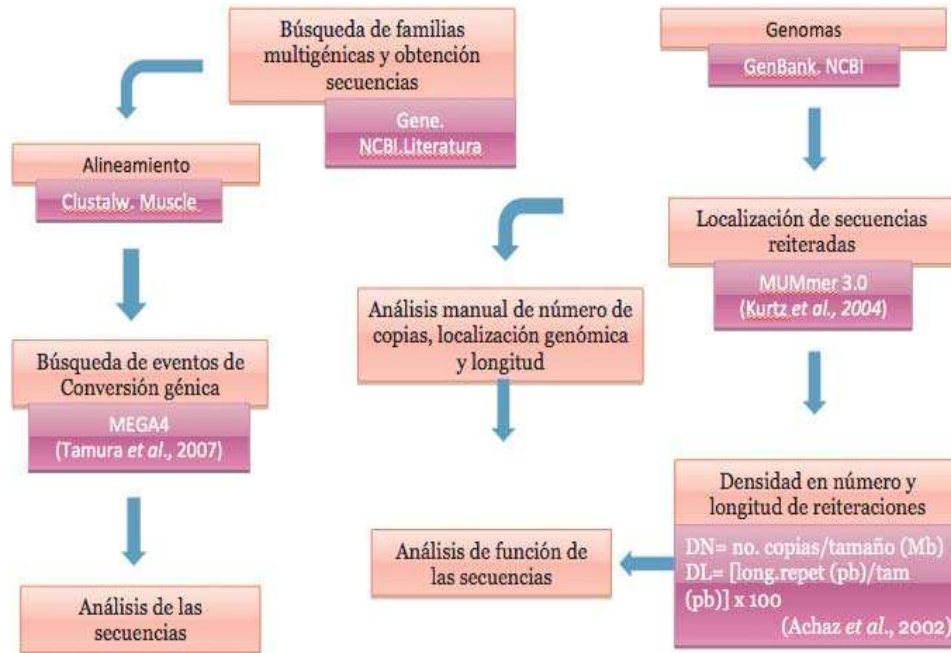 Búsqueda de familias
multigénicas y obtención
secuencias
Gene.
NCBI.Literatura
Genomas
GenBank. NCBI
Alineamiento
Clustalw. Muscle
Localización de secuencias
reiteradas
MUMmer 3.0
(Kurtz et al., 2004)
Análisis manual de número de
copias, localización genómica
y longitud
Búsqueda de eventos de
Conversión génica
MEGA4
(Tamura et al., 2007)
Densidad en número y
longitud de reiteraciones
DN= no. copias/tamaño (Mb)
DL= [long.repet (pb)/tam
(pb)] x 100
(Achaz et al., 2002)
Análisis de función de
las secuencias
Análisis de las
secuencias